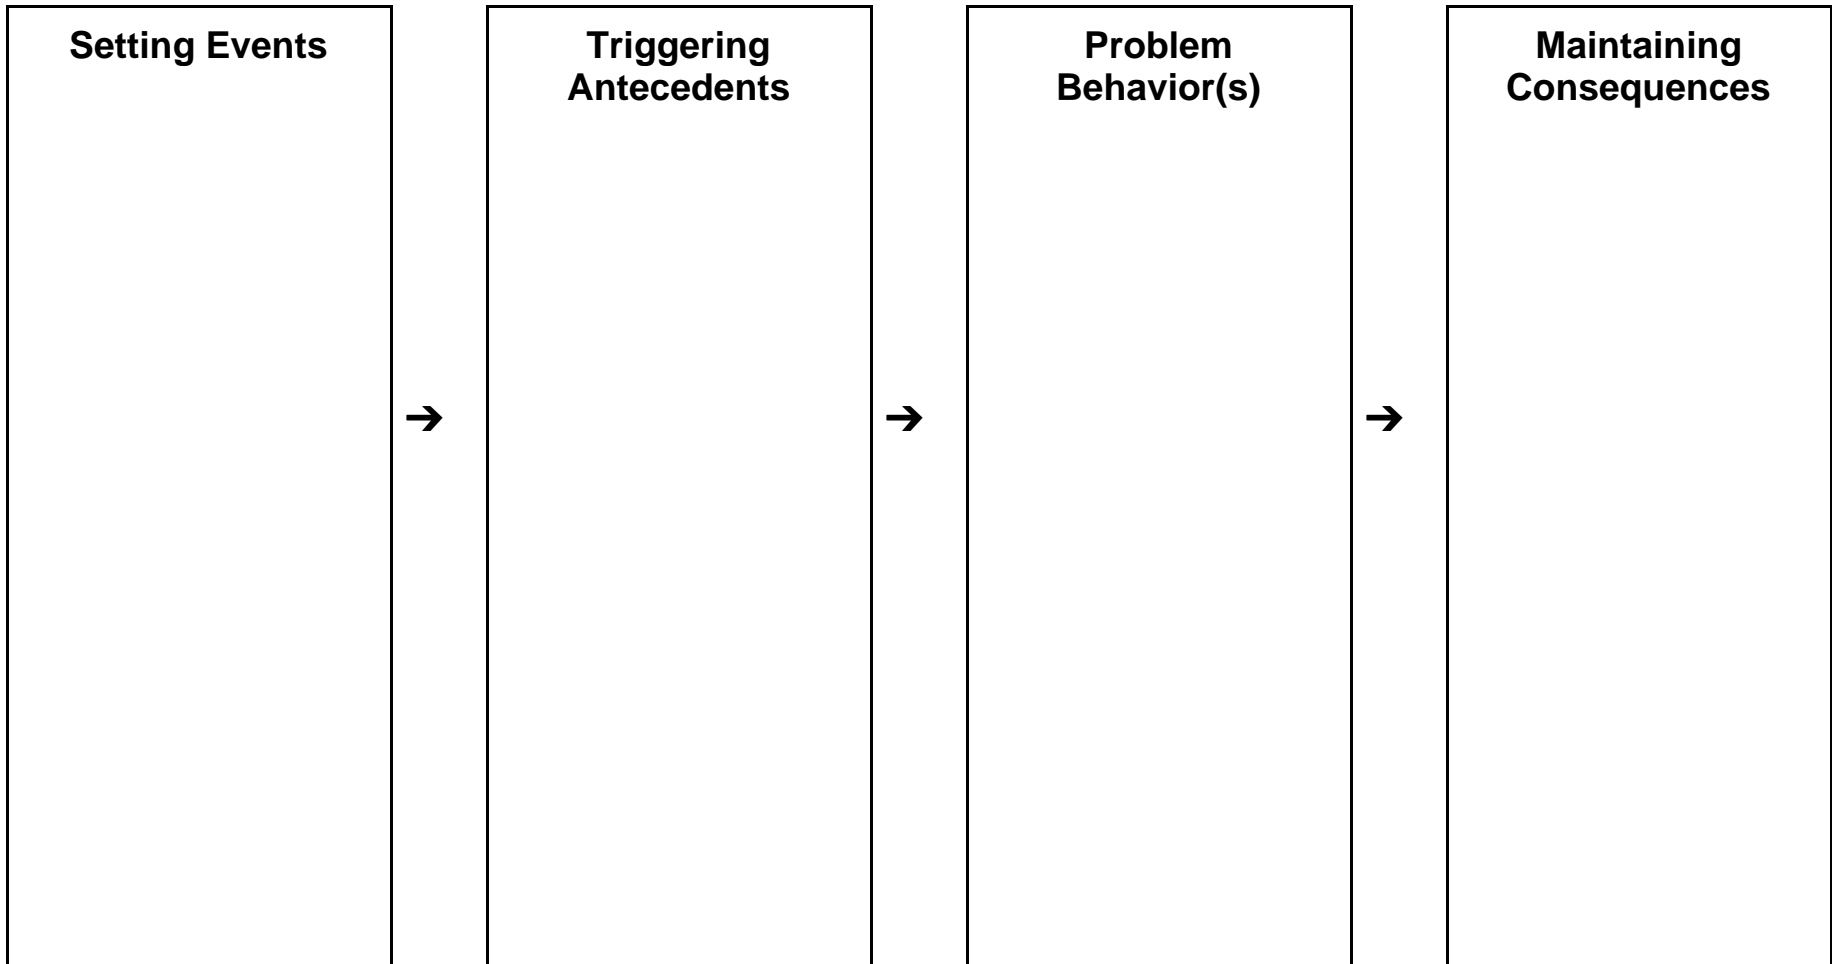 Setting Events
Triggering
Antecedents
Problem
Behavior(s)
Maintaining
Consequences
➔ ➔ ➔